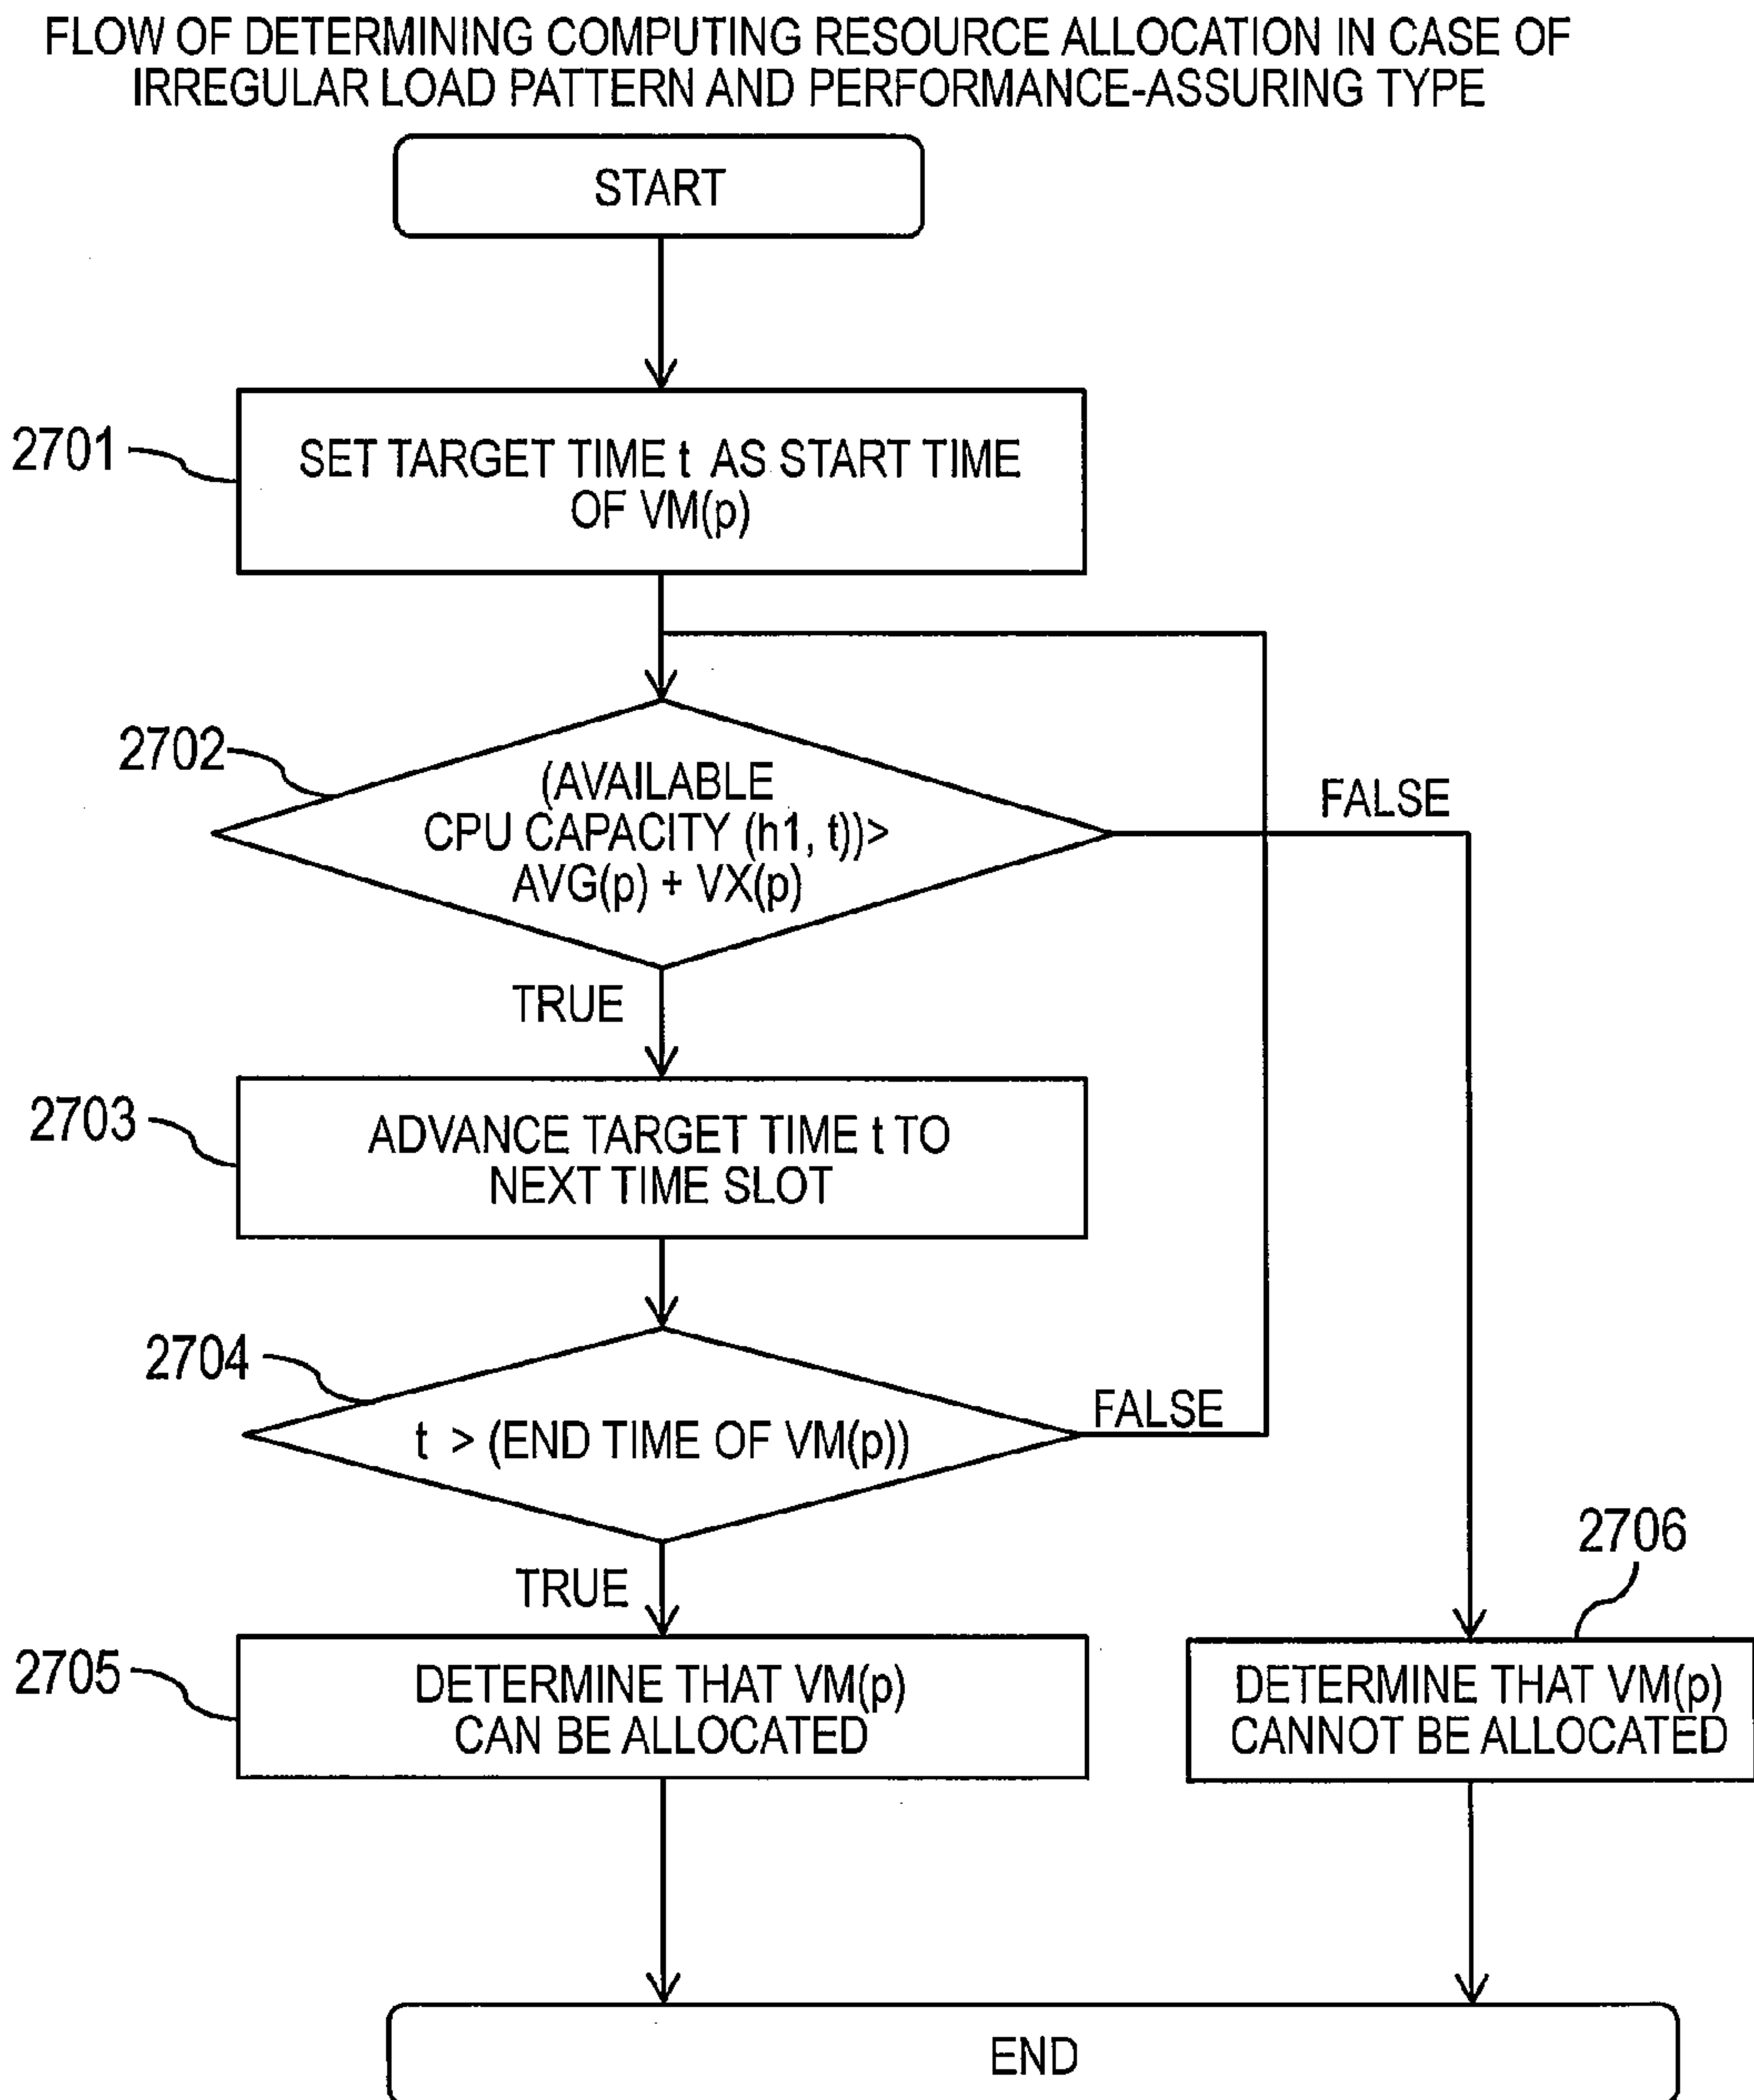 FLOW OF DETERMINING COMPUTING RESOURCE ALLOCATION IN CASE OF
IRREGULAR LOAD PATTERN AND PERFORMANCE-ASSURING TYPE
START
2701
SET TARGET TIME t AS START TIME
OF VM(p)
2702
(AVAILABLE
CPU CAPACITY (h1, t))>
AVG(p) + VX(p)
FALSE
TRUE
2703
ADVANCE TARGET TIME t TO
NEXT TIME SLOT
2704
t > (END TIME OF VM(p))
FALSE
TRUE
2706
2705
DETERMINE THAT VM(p)
CAN BE ALLOCATED
DETERMINE THAT VM(p)
CANNOT BE ALLOCATED
END